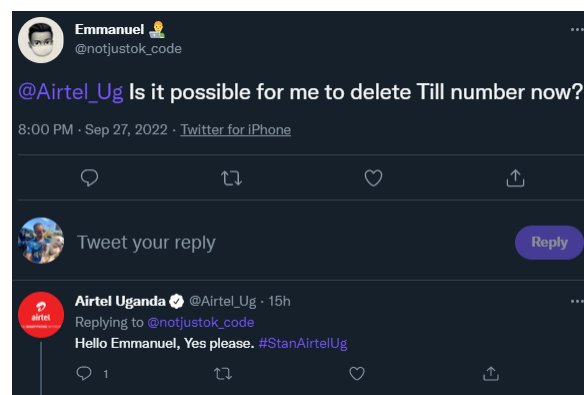 Emmanuel 👨‍💻
@notjustok_code
@Airtel_Ug Is it possible for me to delete Till number now?
8:00 PM · Sep 27, 2022 · Twitter for iPhone
Tweet your reply
Reply
airtel
Airtel Uganda @Airtel_Ug · 15h
Replying to @notjustok_code
Hello Emmanuel, Yes please. #StanAirtelUg
1